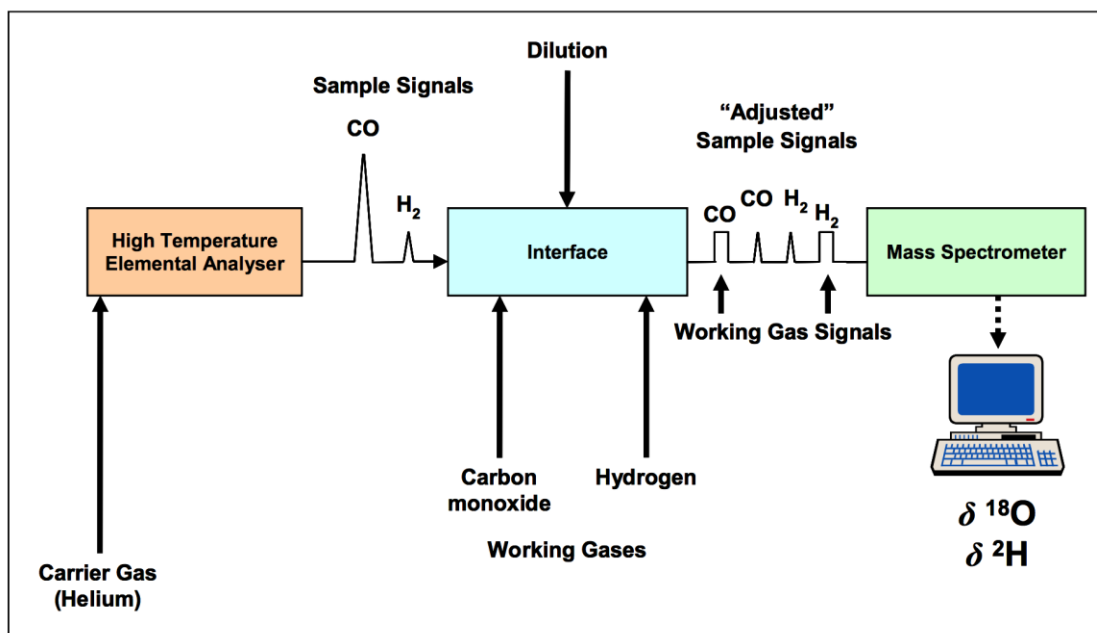 Dilution
Sample Signals
“Adjusted”
Sample Signals
CO
H2
CO
CO
H2
H2
High Temperature
Elemental Analyser
Interface
Mass Spectrometer
Working Gas Signals
Carbon
monoxide
Hydrogen
Working Gases
Carrier Gas
(Helium)
δ 18O
δ 2H